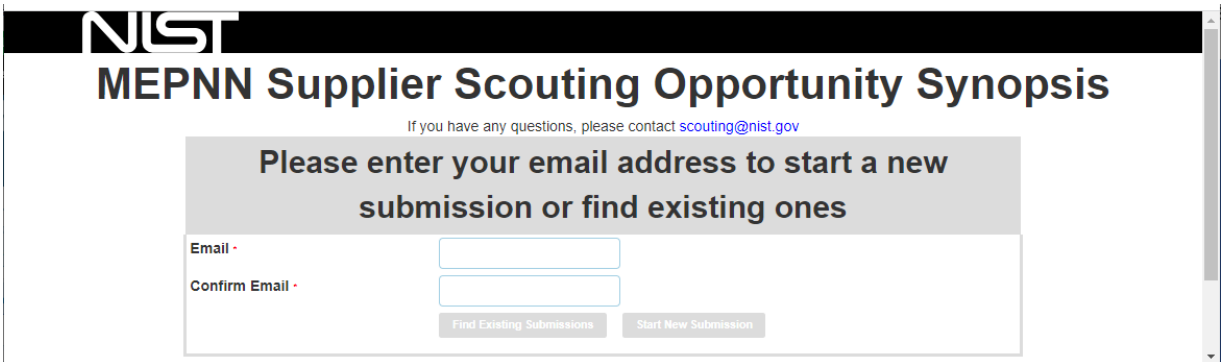 NIST
MEPNN Supplier Scouting Opportunity Synopsis
If you have any questions, please contact scouting@nist.gov
Please enter your email address to start a new
submission or find existing ones
Email *
Confirm Email *
Find Existing Submissions Start New Submission